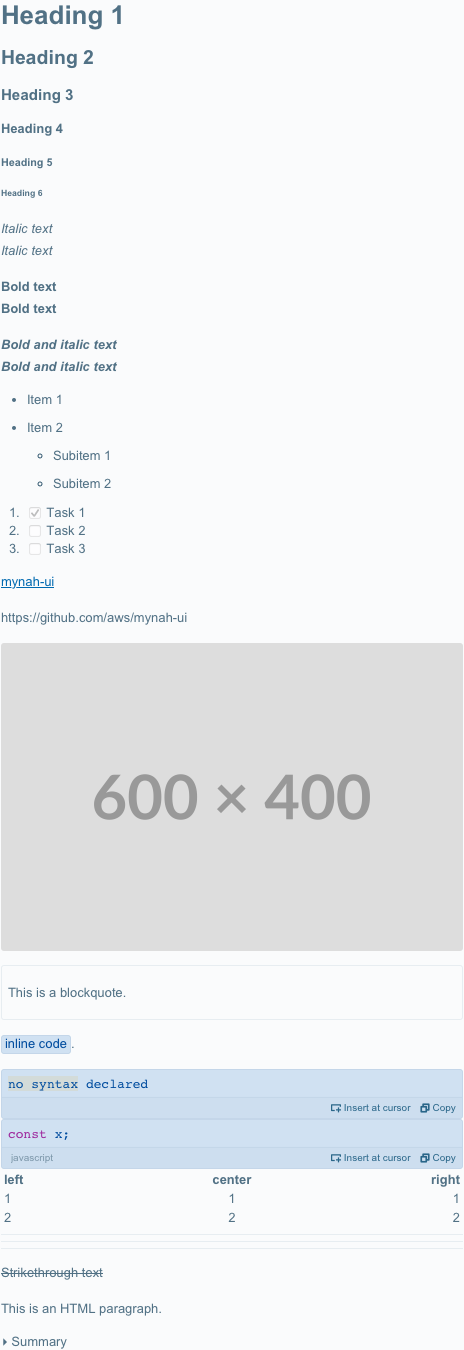 Heading 1
Heading 2
Heading 3
Heading 4
Heading 5
Heading 6
Italic text
Italic text
Bold text
Bold text
Bold and italic text
Bold and italic text
• Item 1
• Item 2
◦ Subitem 1
◦ Subitem 2
1. Task 1
2. Task 2
3. Task 3
mynah-ui
https://github.com/aws/mynah-ui
600 × 400
This is a blockquote.
inline code.
no syntax declared
Insert at cursor Copy
const x;
javascript Insert at cursor Copy
left center right
1 1 1
2 2 2
Strikethrough text
This is an HTML paragraph.
Summary